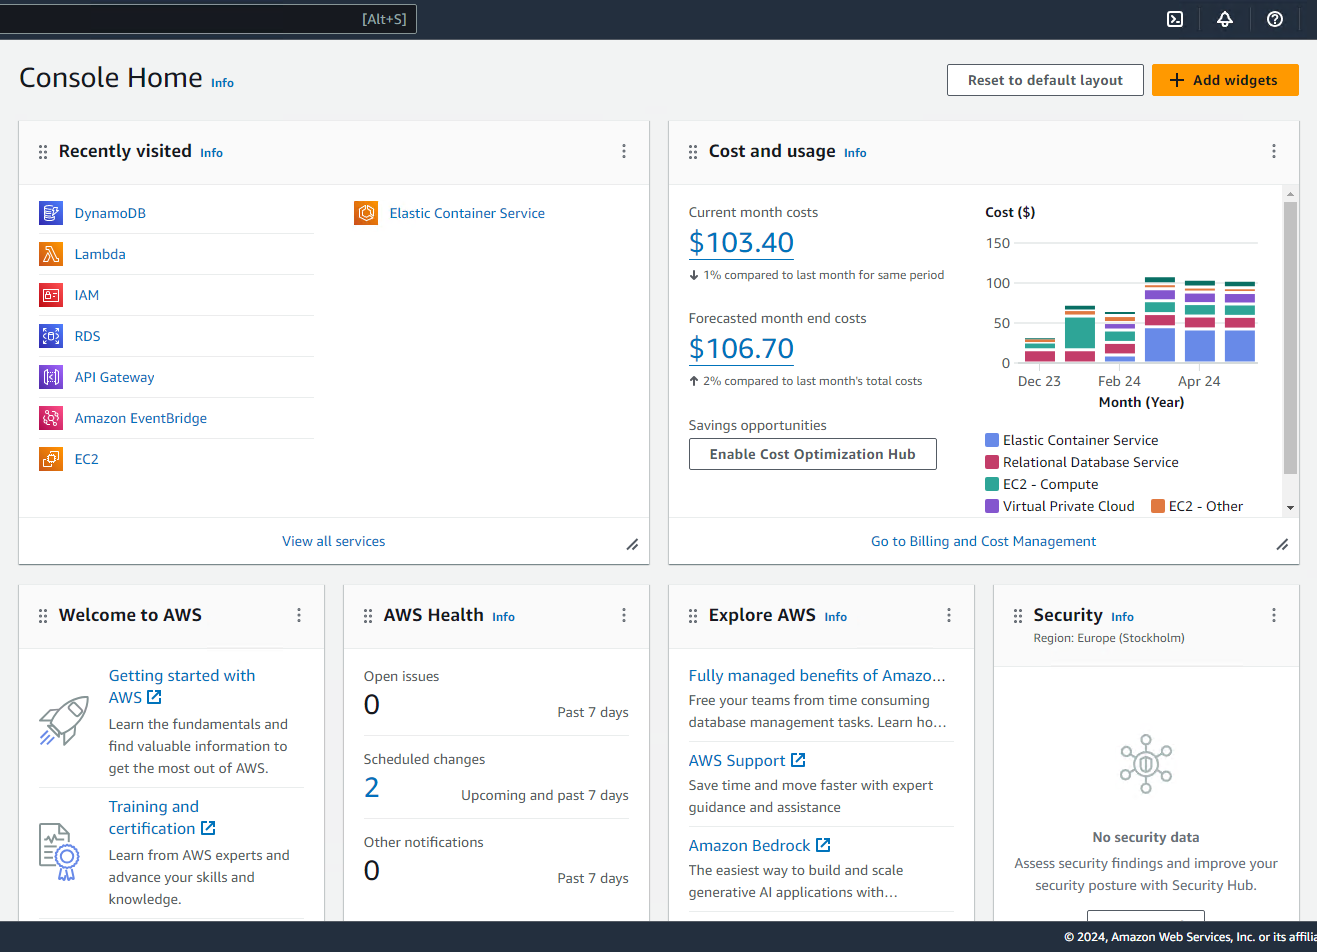 [Alt+S]
Console Home Info
Reset to default layout
Add widgets
Recently visited Info
DynamoDB
Lambda
IAM
RDS
API Gateway
Amazon EventBridge
EC2
Elastic Container Service
View all services
Cost and usage Info
Current month costs
$103.40
1% compared to last month for same period
Forecasted month end costs
$106.70
2% compared to last month's total costs
Savings opportunities
Enable Cost Optimization Hub
Cost ($)
150
100
50
0
Dec 23 Feb 24 Apr 24
Month (Year)
Elastic Container Service
Relational Database Service
EC2 - Compute
Virtual Private Cloud EC2 - Other
Go to Billing and Cost Management
Welcome to AWS
Getting started with
AWS
Learn the fundamentals and
find valuable information to
get the most out of AWS.
Training and
certification
Learn from AWS experts and
advance your skills and
knowledge.
AWS Health Info
Open issues
0
Past 7 days
Scheduled changes
2
Upcoming and past 7 days
Other notifications
0
Past 7 days
Explore AWS Info
Fully managed benefits of Amazo...
Free your teams from time consuming
database management tasks. Learn ho...
AWS Support
Save time and move faster with expert
guidance and assistance
Amazon Bedrock
The easiest way to build and scale
generative AI applications with...
Security Info
Region: Europe (Stockholm)
No security data
Assess security findings and improve your
security posture with Security Hub.
© 2024, Amazon Web Services, Inc. or its